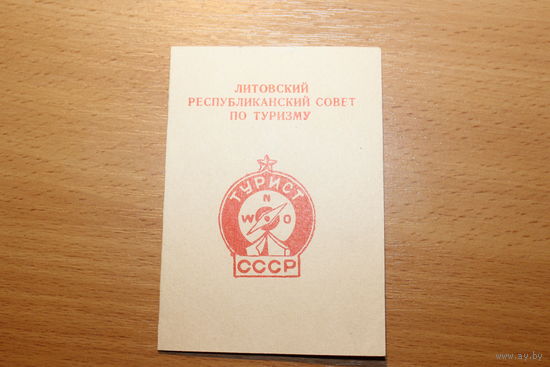 ЛИТОВСКИЙ
РЕСПУБЛИКАНСКИЙ СОВЕТ
ПО ТУРИЗМУ
ТУРИСТ
N
W O
СССР
www.ay.by